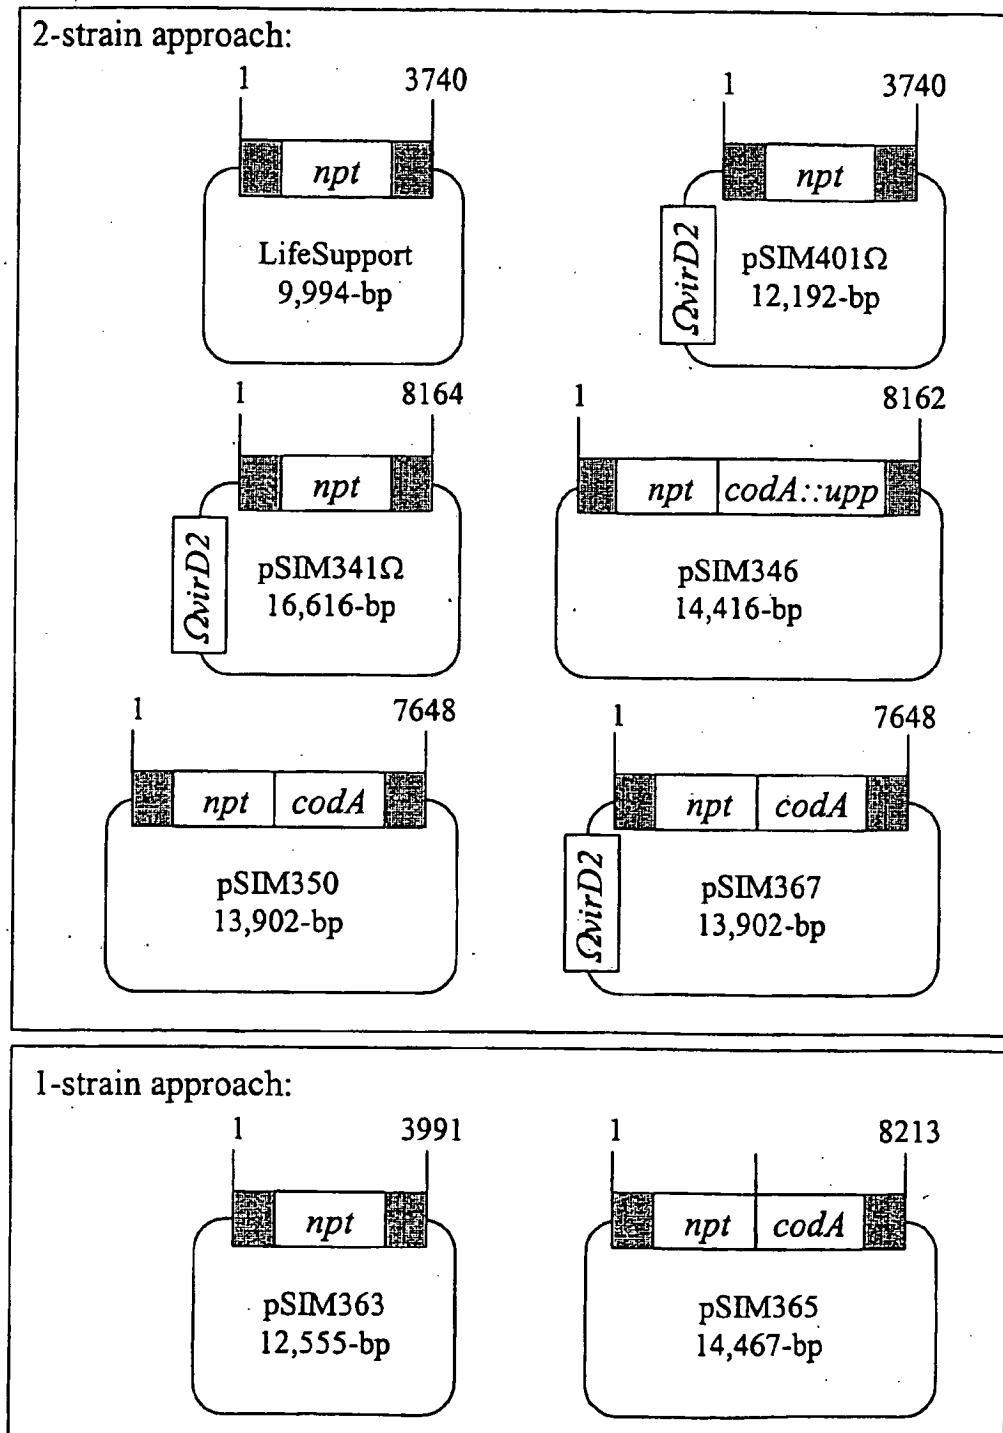 2-strain approach:
1 3740
npt
LifeSupport
9,994-bp
1 3740
npt
ΩvirD2
pSIM401Ω
12,192-bp
1 8164
npt
ΩvirD2
pSIM341Ω
16,616-bp
1 8162
npt codA::upp
pSIM346
14,416-bp
1 7648
npt codA
pSIM350
13,902-bp
1 7648
npt codA
ΩvirD2
pSIM367
13,902-bp
1-strain approach:
1 3991
npt
pSIM363
12,555-bp
1 8213
npt codA
pSIM365
14,467-bp